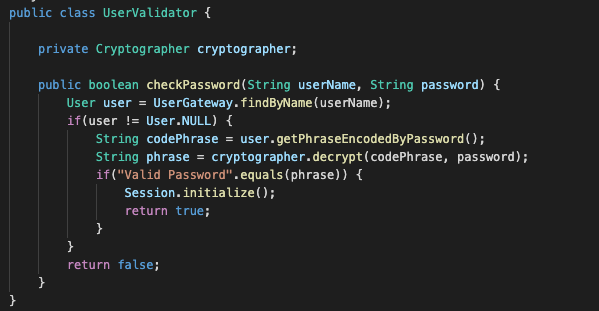 public class UserValidator {
private Cryptographer cryptographer;
public boolean checkPassword(String userName, String password) {
User user = UserGateway.findByName(userName);
if(user != User.NULL) {
String codePhrase = user.getPhraseEncodedByPassword();
String phrase = cryptographer.decrypt(codePhrase, password);
if("Valid Password".equals(phrase)) {
Session.initialize();
return true;
}
}
return false;
}
}